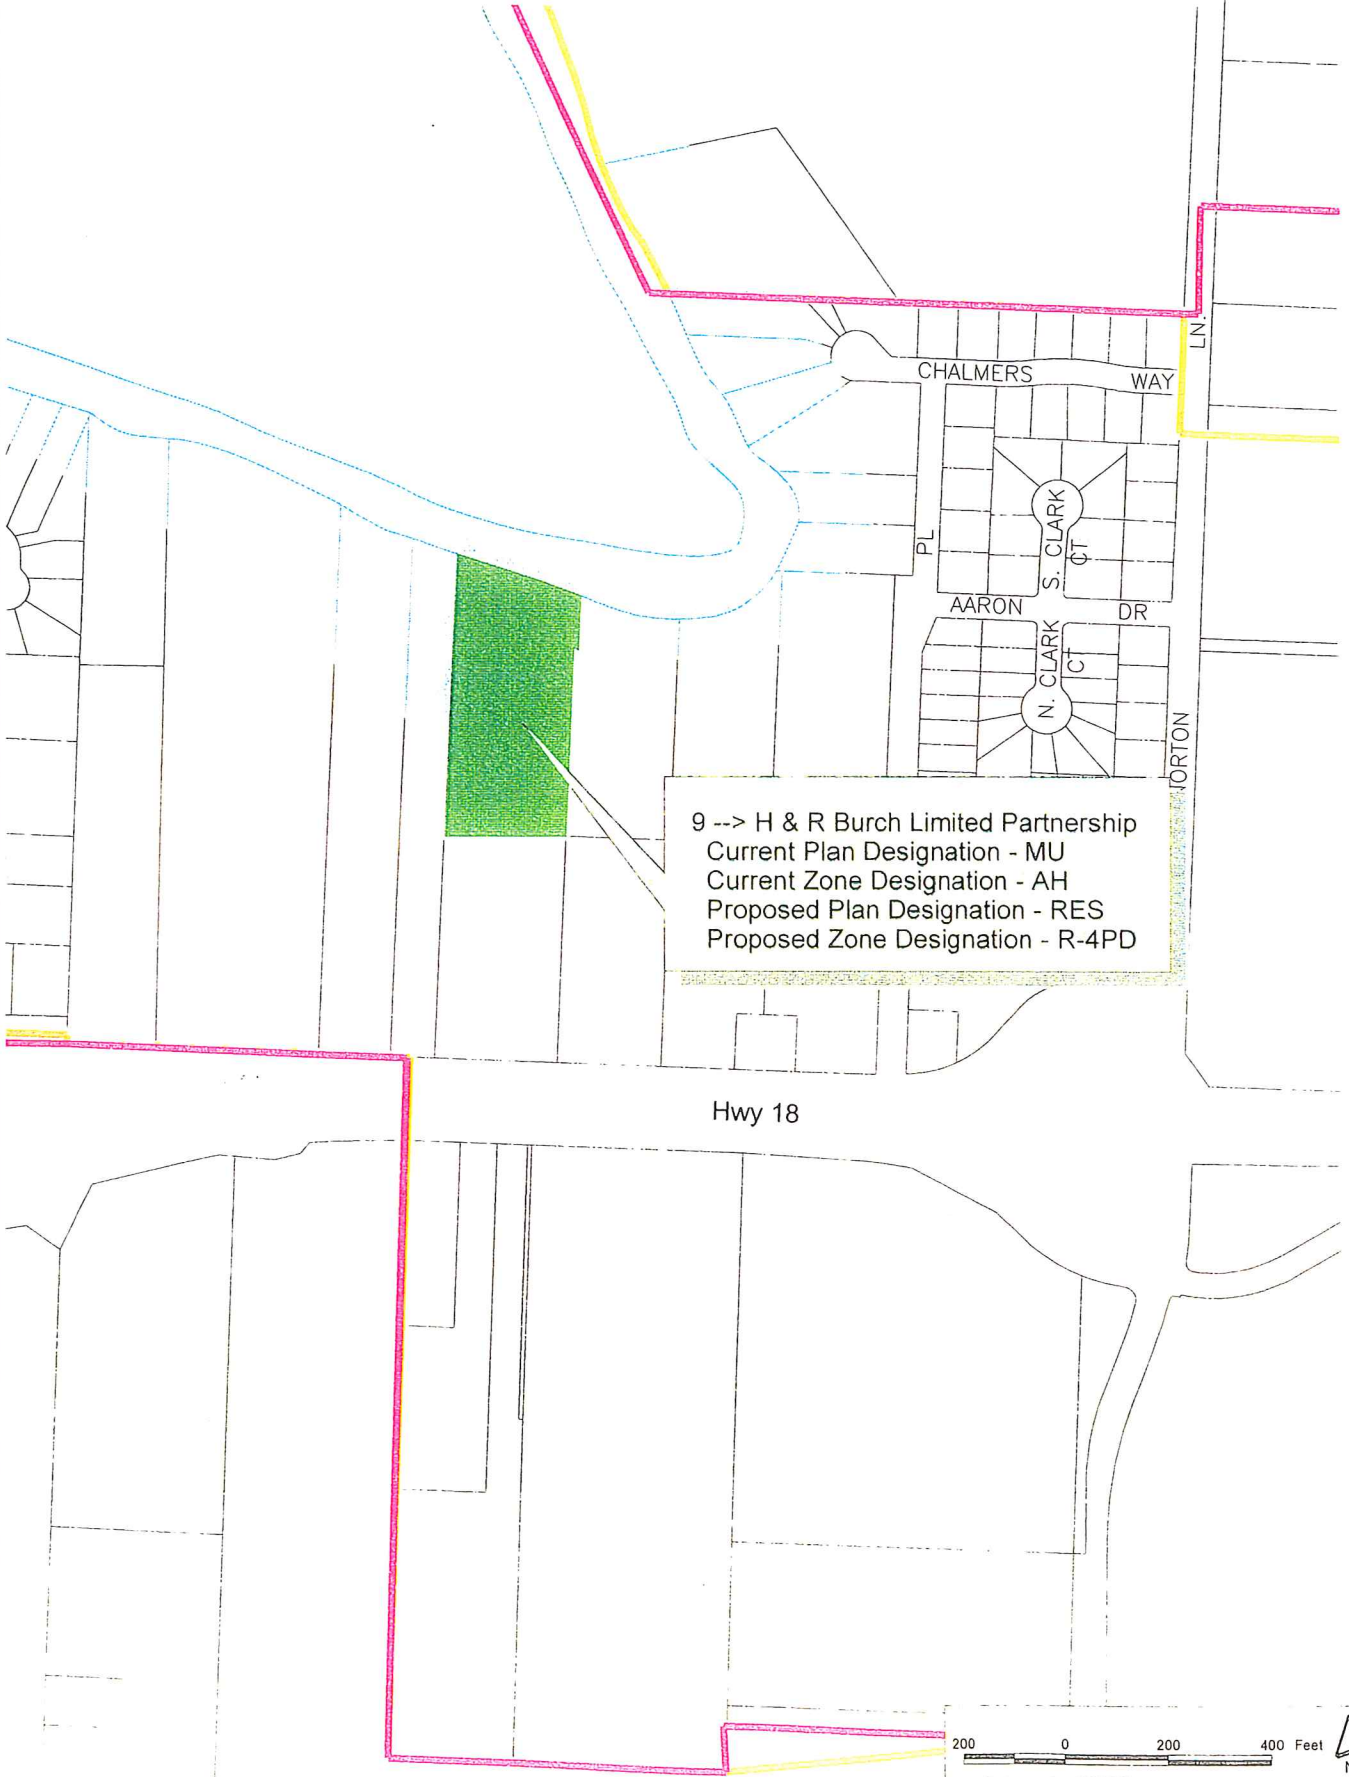 LN.
CHALMERS WAY
PL
S. CLARK
CT
AARON DR
N. CLARK
CT
NORTON
9 --> H & R Burch Limited Partnership
Current Plan Designation - MU
Current Zone Designation - AH
Proposed Plan Designation - RES
Proposed Zone Designation - R-4PD
Hwy 18
200 0 200 400 Feet